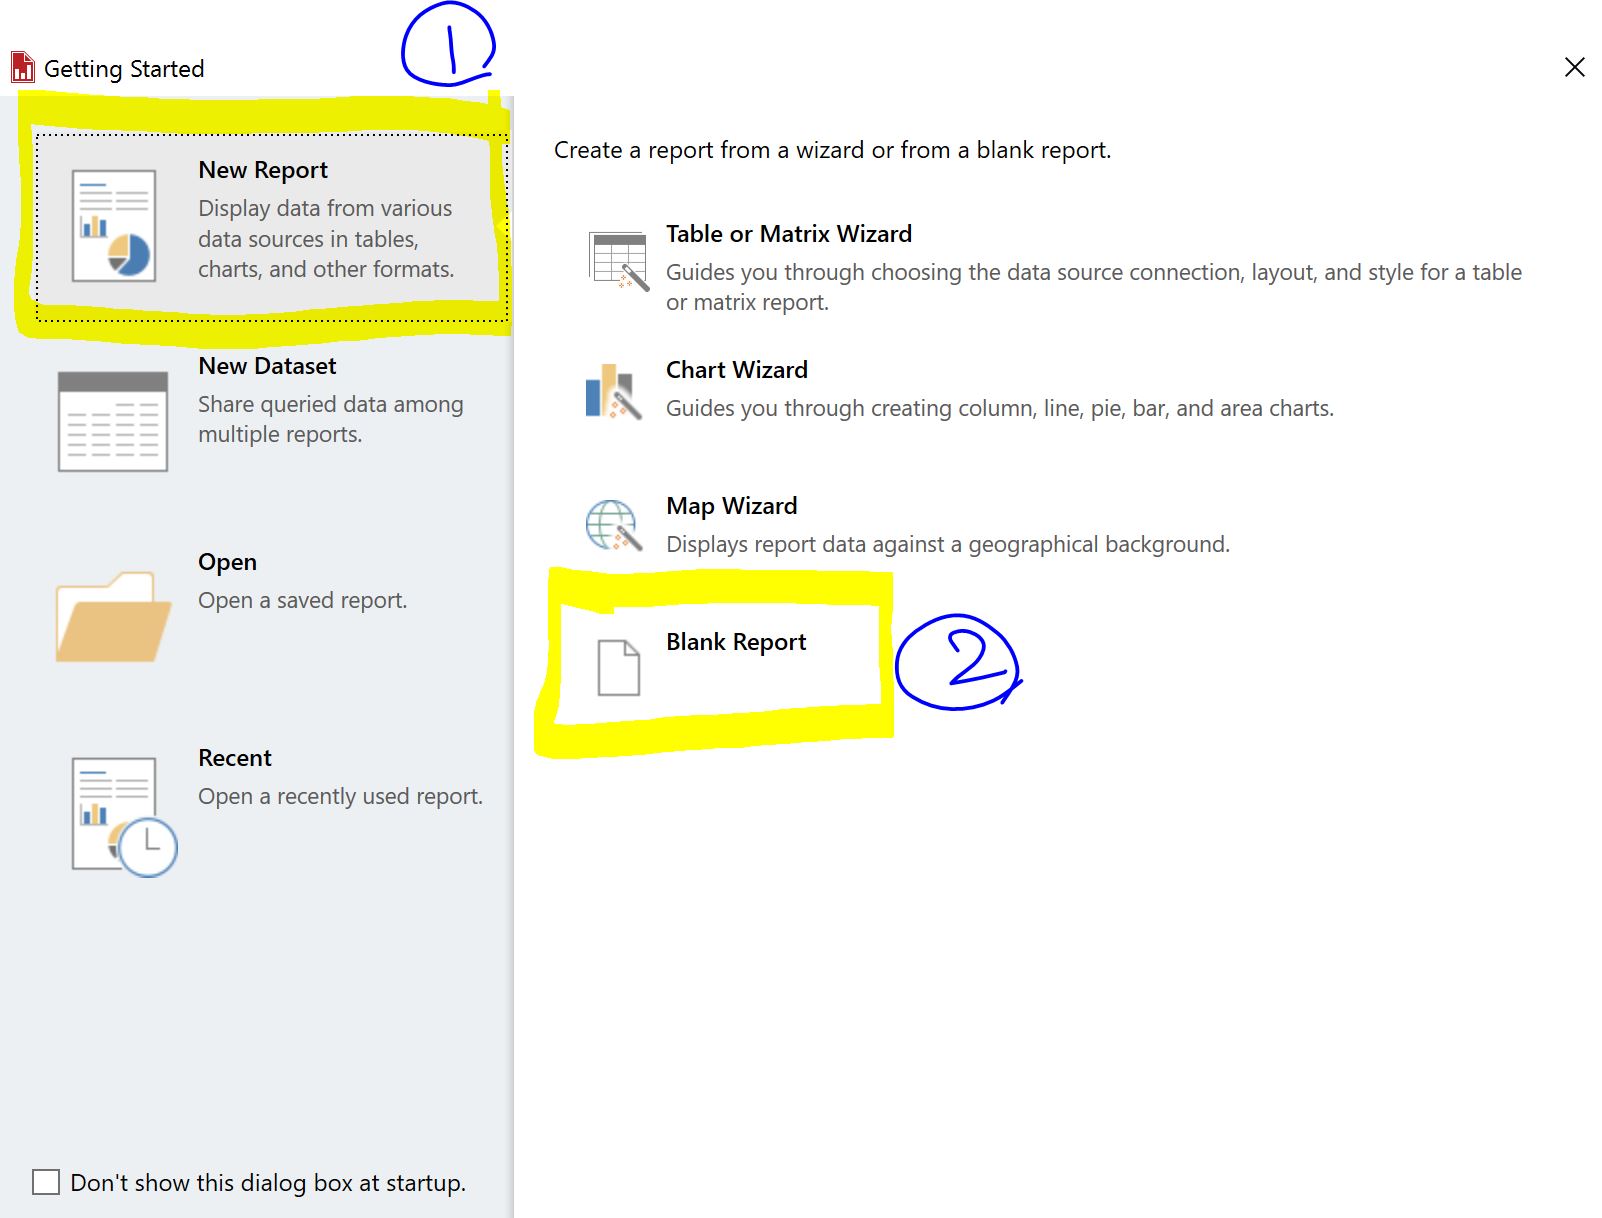 1
Getting Started
New Report
Display data from various
data sources in tables,
charts, and other formats.
New Dataset
Share queried data among
multiple reports.
Open
Open a saved report.
Recent
Open a recently used report.
Don't show this dialog box at startup.
Create a report from a wizard or from a blank report.
Table or Matrix Wizard
Guides you through choosing the data source connection, layout, and style for a table
or matrix report.
Chart Wizard
Guides you through creating column, line, pie, bar, and area charts.
Map Wizard
Displays report data against a geographical background.
Blank Report
2